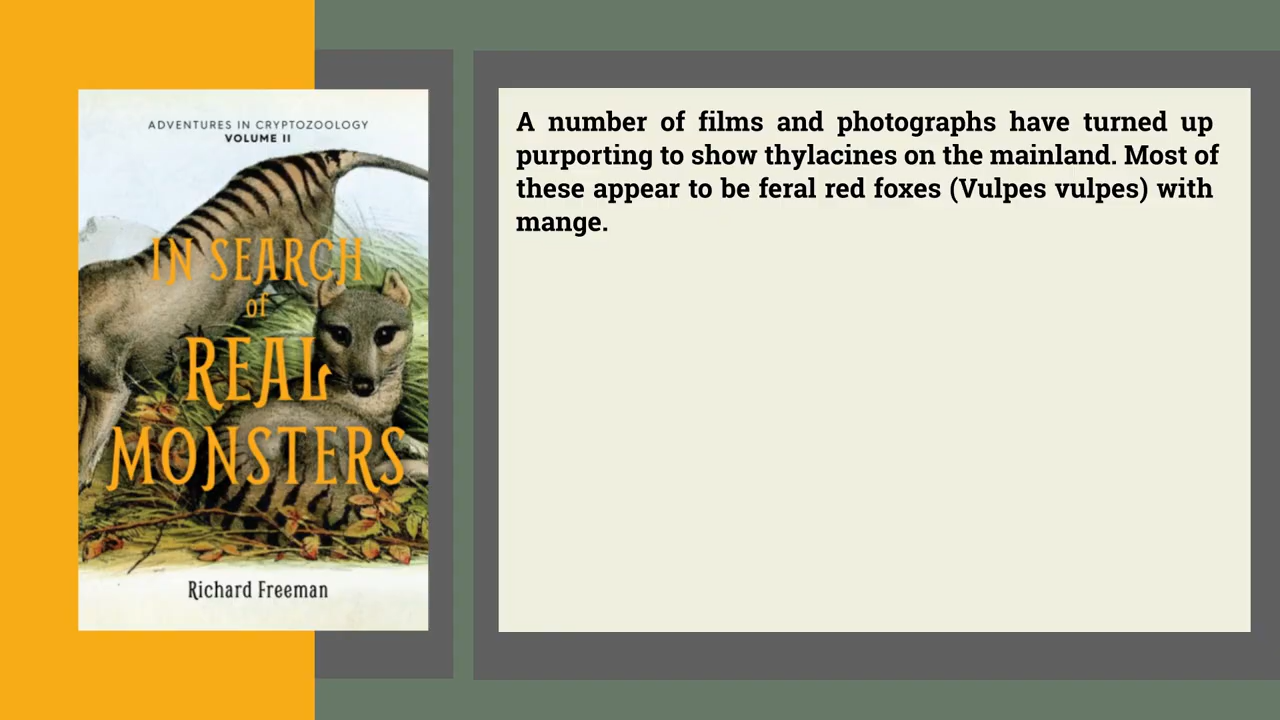 ADVENTURES IN CRYPTOZOOLOGY
VOLUME II
IN SEARCH
of
REAL
MONSTERS
Richard Freeman
A number of films and photographs have turned up
purporting to show thylacines on the mainland. Most of
these appear to be feral red foxes (Vulpes vulpes) with
mange.